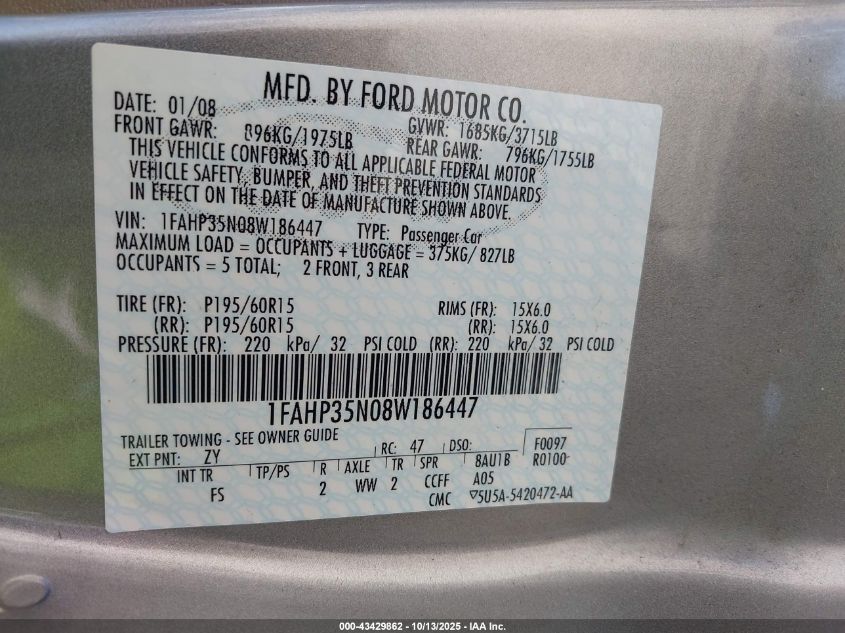 MFD. BY FORD MOTOR CO.
DATE: 01/08 GVWR: 1685KG/3715LB
FRONT GAWR: 896KG/1975LB REAR GAWR: 796KG/1755LB
THIS VEHICLE CONFORMS TO ALL APPLICABLE FEDERAL MOTOR
VEHICLE SAFETY, BUMPER, AND THEFT PREVENTION STANDARDS
IN EFFECT ON THE DATE OF MANUFACTURE SHOWN ABOVE.
VIN: 1FAHP35N08W186447 TYPE: Passenger Car
MAXIMUM LOAD = OCCUPANTS + LUGGAGE = 375KG/ 827LB
OCCUPANTS = 5 TOTAL; 2 FRONT, 3 REAR
TIRE (FR): P195/60R15 RIMS (FR): 15X6.0
(RR): P195/60R15 (RR): 15X6.0
PRESSURE (FR): 220 kPa/ 32 PSI COLD (RR): 220 kPa/ 32 PSI COLD
1FAHP35N08W186447
TRAILER TOWING - SEE OWNER GUIDE
EXT PNT: ZY RC: 47 DSO: F0097
INT TR TP/PS R AXLE TR SPR 8AU1B R0100
FS 2 WW 2 CCFF A05
CMC ▽5U5A-5420472-AA
000-43429862 - 10/13/2025 - IAA Inc.